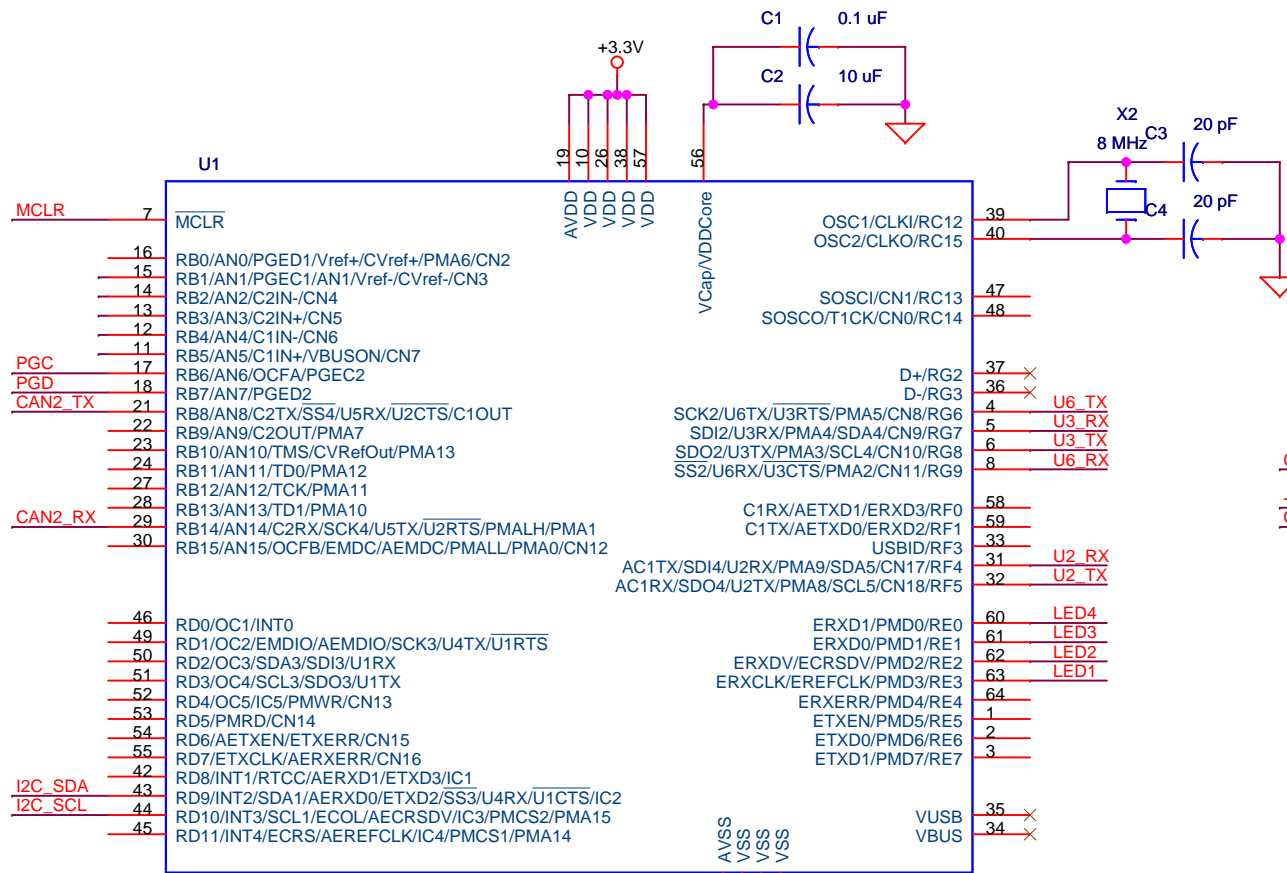 C1 0.1 uF
+3.3V
C2 10 uF
X2
8 MHz C3 20 pF
C4 20 pF
U1
19 10 26 38 57 56
AVDD VDD VDD VDD VDD VCap/VDDCore
MCLR 7 MCLR
16 RB0/AN0/PGED1/Vref+/CVref+/PMA6/CN2
15 RB1/AN1/PGEC1/AN1/Vref-/CVref-/CN3
14 RB2/AN2/C2IN-/CN4
13 RB3/AN3/C2IN+/CN5
12 RB4/AN4/C1IN-/CN6
11 RB5/AN5/C1IN+/VBUSON/CN7
PGC 17 RB6/AN6/OCFA/PGEC2
PGD 18 RB7/AN7/PGED2
CAN2_TX 21 RB8/AN8/C2TX/SS4/U5RX/U2CTS/C1OUT
22 RB9/AN9/C2OUT/PMA7
23 RB10/AN10/TMS/CVRefOut/PMA13
24 RB11/AN11/TD0/PMA12
27 RB12/AN12/TCK/PMA11
28 RB13/AN13/TD1/PMA10
CAN2_RX 29 RB14/AN14/C2RX/SCK4/U5TX/U2RTS/PMALH/PMA1
30 RB15/AN15/OCFB/EMDC/AEMDC/PMALL/PMA0/CN12
46 RD0/OC1/INT0
49 RD1/OC2/EMDIO/AEMDIO/SCK3/U4TX/U1RTS
50 RD2/OC3/SDA3/SDI3/U1RX
51 RD3/OC4/SCL3/SDO3/U1TX
52 RD4/OC5/IC5/PMWR/CN13
53 RD5/PMRD/CN14
54 RD6/AETXEN/ETXERR/CN15
55 RD7/ETXCLK/AERXERR/CN16
42 RD8/INT1/RTCC/AERXD1/ETXD3/IC1
I2C_SDA 43 RD9/INT2/SDA1/AERXD0/ETXD2/SS3/U4RX/U1CTS/IC2
I2C_SCL 44 RD10/INT3/SCL1/ECOL/AECRSDV/IC3/PMCS2/PMA15
45 RD11/INT4/ECRS/AEREFCLK/IC4/PMCS1/PMA14
OSC1/CLKI/RC12 39
OSC2/CLKO/RC15 40
SOSCI/CN1/RC13 47
SOSCO/T1CK/CN0/RC14 48
D+/RG2 37
D-/RG3 36
SCK2/U6TX/U3RTS/PMA5/CN8/RG6 4 U6_TX
SDI2/U3RX/PMA4/SDA4/CN9/RG7 5 U3_RX
SDO2/U3TX/PMA3/SCL4/CN10/RG8 6 U3_TX
SS2/U6RX/U3CTS/PMA2/CN11/RG9 8 U6_RX
C1RX/AETXD1/ERXD3/RF0 58
C1TX/AETXD0/ERXD2/RF1 59
USBID/RF3 33
AC1TX/SDI4/U2RX/PMA9/SDA5/CN17/RF4 31 U2_RX
AC1RX/SDO4/U2TX/PMA8/SCL5/CN18/RF5 32 U2_TX
ERXD1/PMD0/RE0 60 LED4
ERXD0/PMD1/RE1 61 LED3
ERXDV/ECRSDV/PMD2/RE2 62 LED2
ERXCLK/EREFCLK/PMD3/RE3 63 LED1
ERXERR/PMD4/RE4 64
ETXEN/PMD5/RE5 1
ETXD0/PMD6/RE6 2
ETXD1/PMD7/RE7 3
VUSB 35
VBUS 34
AVSS VSS VSS VSS